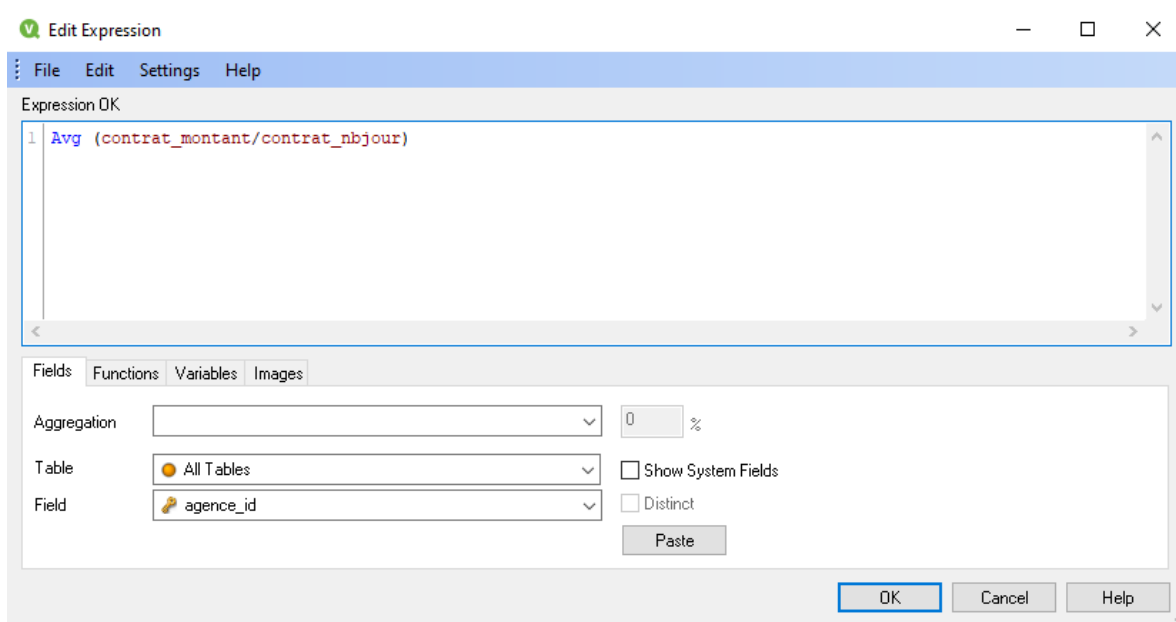 Edit Expression
File Edit Settings Help
Expression OK
1 Avg (contrat_montant/contrat_nbjour)
Fields Functions Variables Images
Aggregation 0 %
Table All Tables Show System Fields
Field agence_id Distinct
Paste
OK Cancel Help